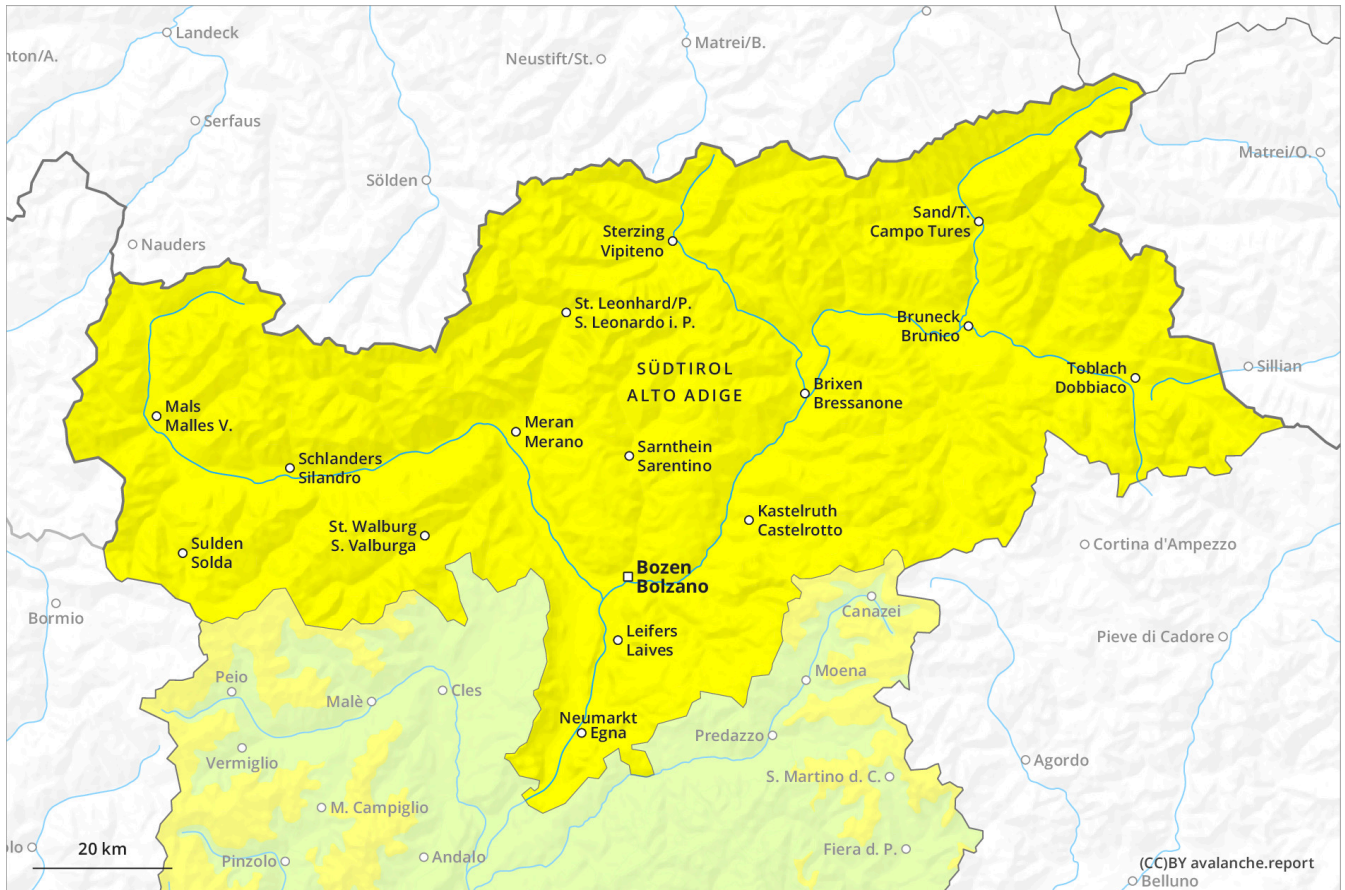 Landeck
nton/A.
Matrei/B.
Neustift/St.
Serfaus
Matrei/O.
Sölden
Sand/T.
Campo Tures
Sterzing
Vipiteno
Nauders
St. Leonhard/P.
S. Leonardo i. P.
Bruneck
Brunico
SÜDTIROL
ALTO ADIGE
Toblach
Dobbiaco
Sillian
Brixen
Bressanone
Mals
Malles V.
Meran
Merano
Sarnthein
Sarentino
Schlanders
Silandro
Kastelruth
Castelrotto
St. Walburg
S. Valburga
Sulden
Solda
Cortina d'Ampezzo
Bozen
Bolzano
Bormio
Canazei
Leifers
Laives
Pieve di Cadore
Peio
Moena
Malè
Cles
Neumarkt
Egna
Predazzo
Vermiglio
Agordo
S. Martino d. C.
M. Campiglio
lo
20 km
Pinzolo
Andalo
Fiera d. P.
(CC)BY avalanche.report
Belluno